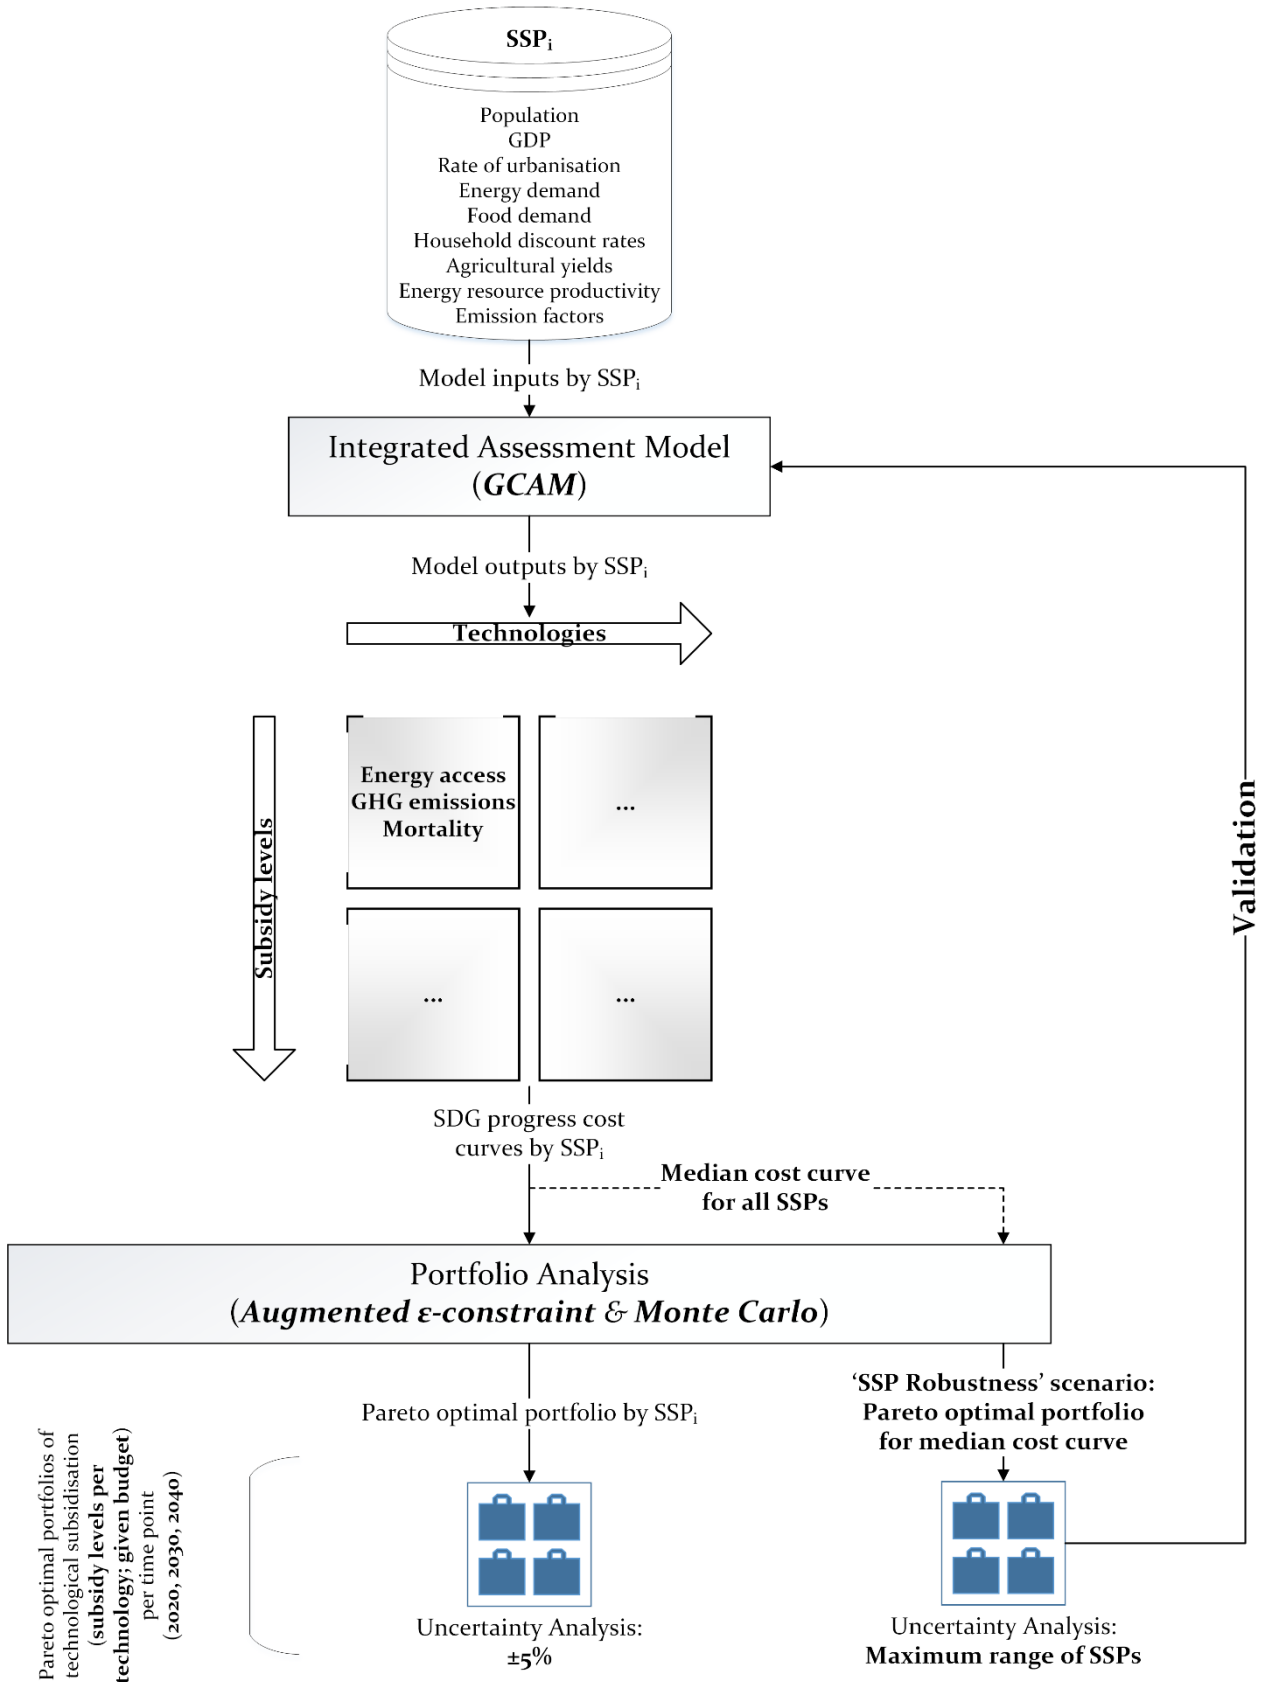 SSPi
Population
GDP
Rate of urbanisation
Energy demand
Food demand
Household discount rates
Agricultural yields
Energy resource productivity
Emission factors
Model inputs by SSPi
Integrated Assessment Model
(GCAM)
Model outputs by SSPi
Technologies
Subsidy levels
Energy access
GHG emissions
Mortality
...
...
...
Validation
SDG progress cost
curves by SSPi
Median cost curve
for all SSPs
Portfolio Analysis
(Augmented ε-constraint & Monte Carlo)
Pareto optimal portfolio by SSPi
‘SSP Robustness’ scenario:
Pareto optimal portfolio
for median cost curve
Pareto optimal portfolios of
technological subsidisation
(subsidy levels per
technology; given budget)
per time point
(2020, 2030, 2040)
Uncertainty Analysis:
±5%
Uncertainty Analysis:
Maximum range of SSPs